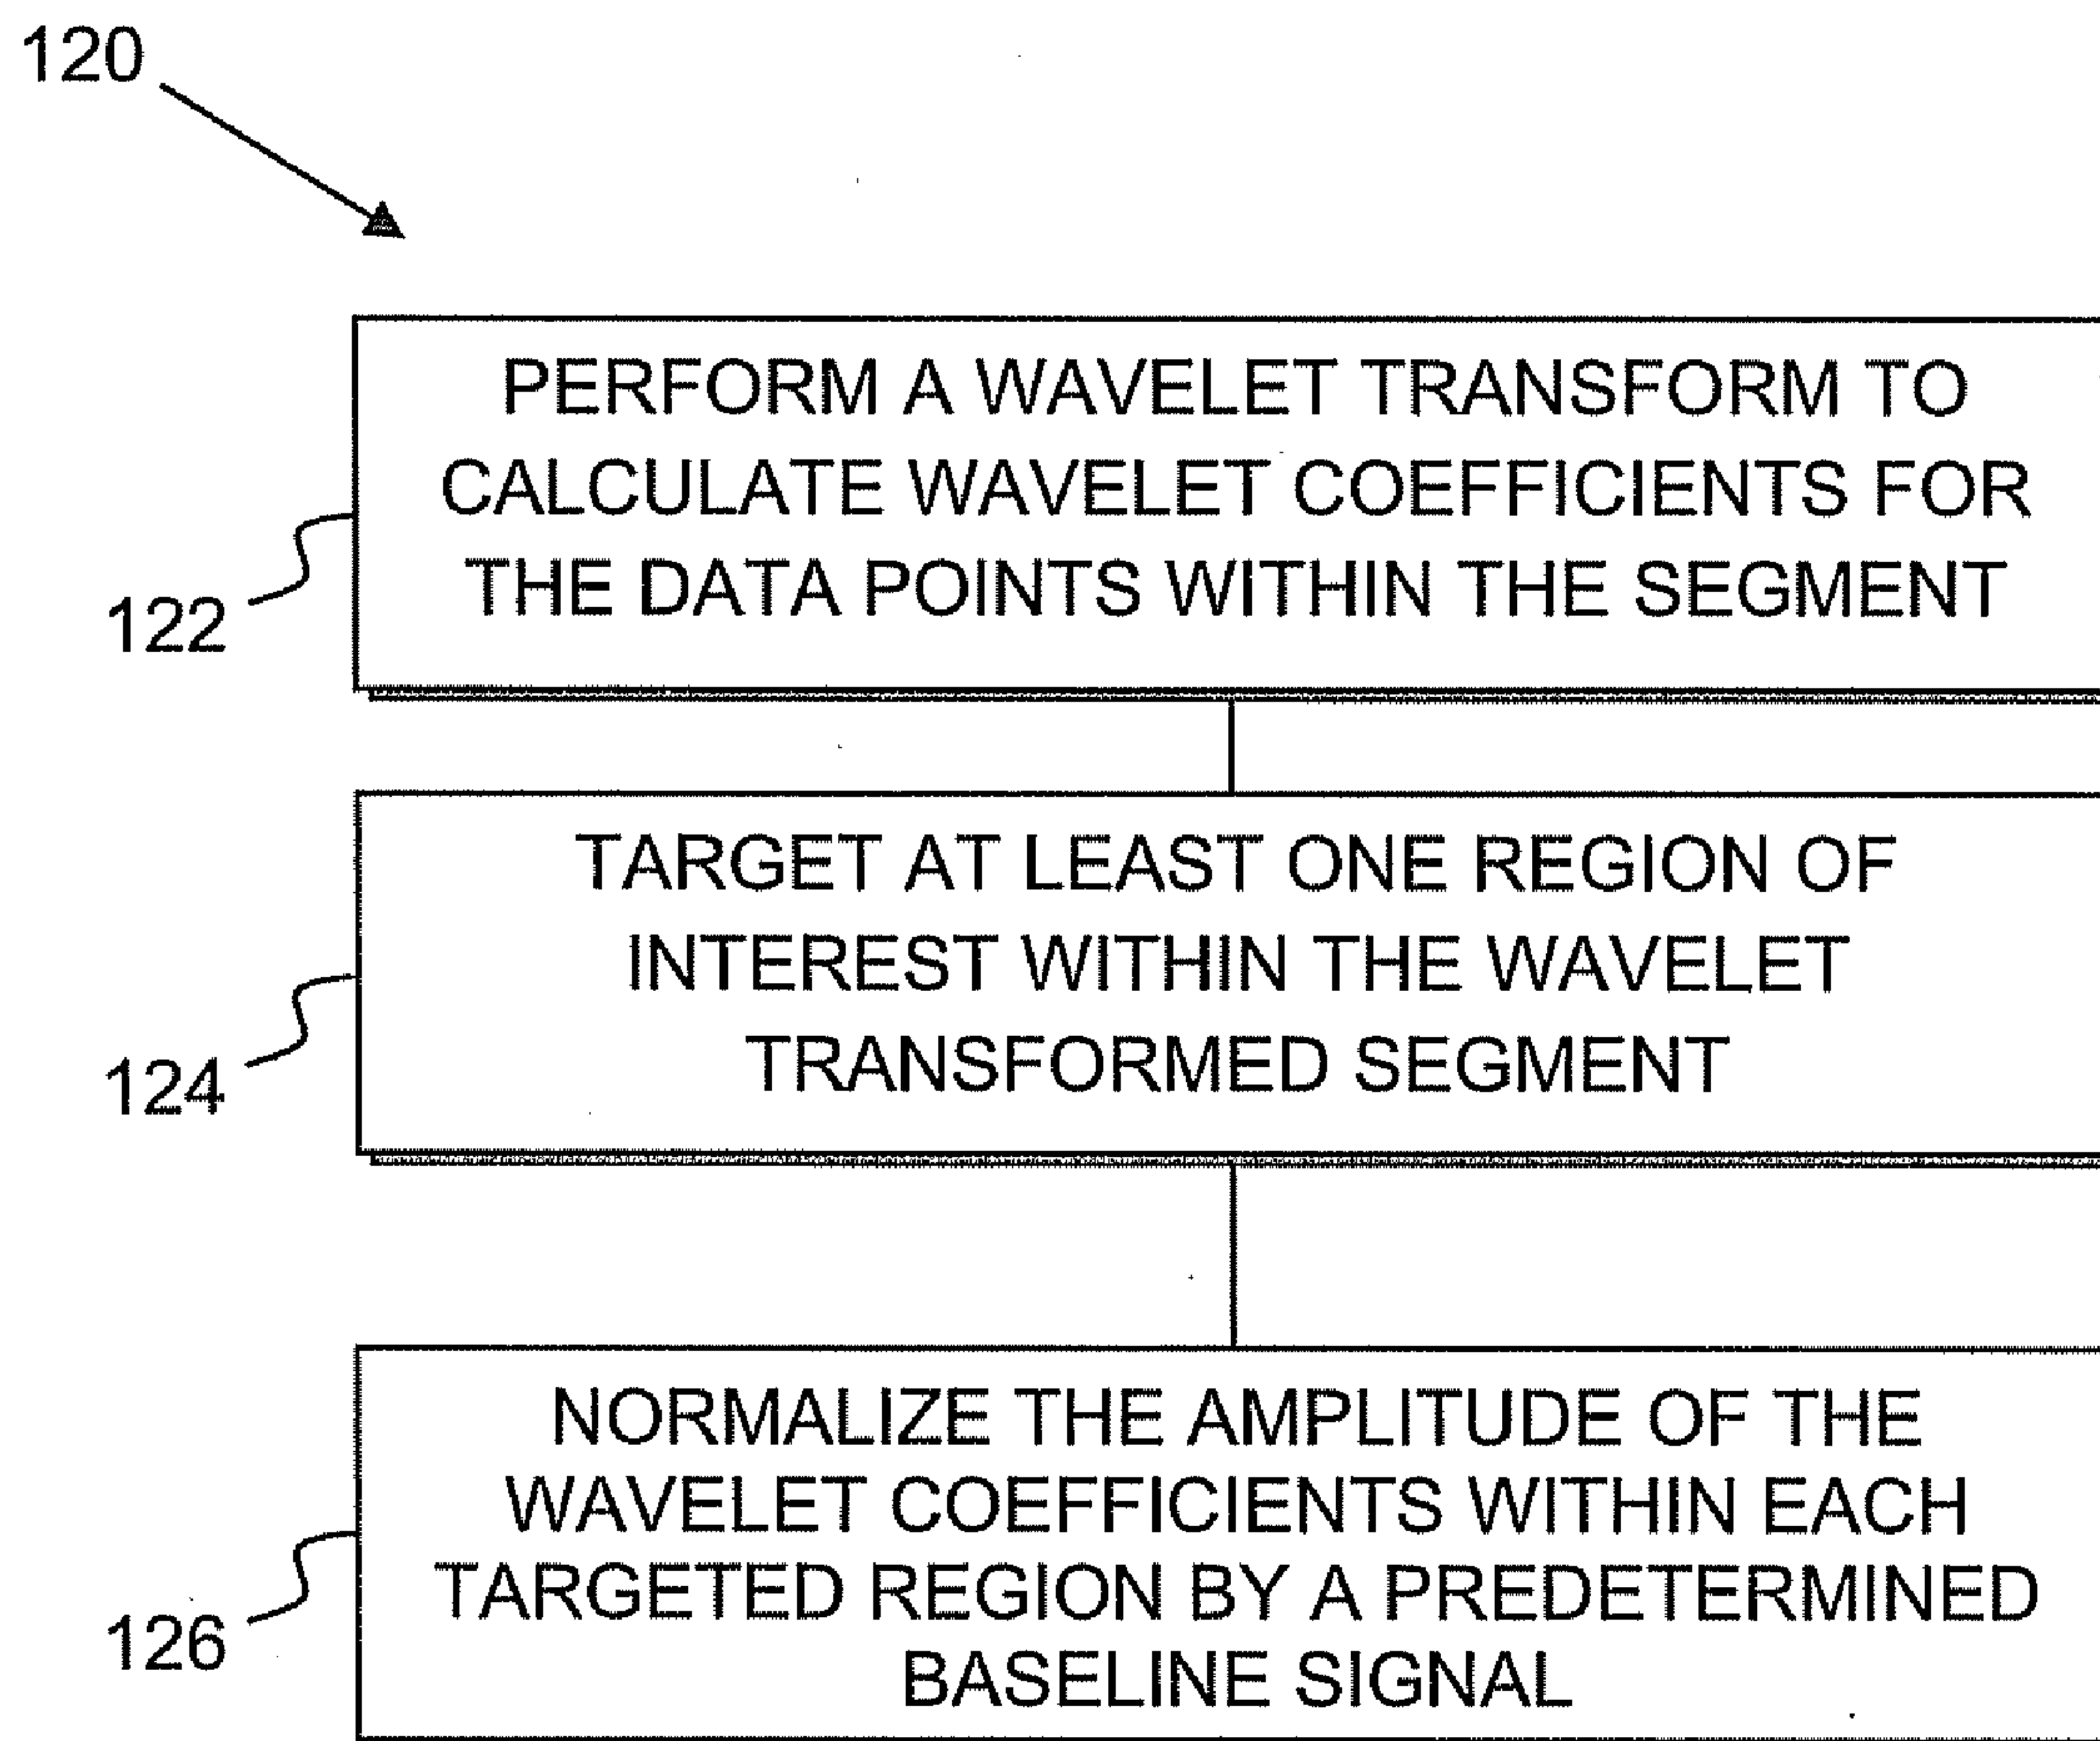 120
PERFORM A WAVELET TRANSFORM TO
CALCULATE WAVELET COEFFICIENTS FOR
THE DATA POINTS WITHIN THE SEGMENT
122
TARGET AT LEAST ONE REGION OF
INTEREST WITHIN THE WAVELET
TRANSFORMED SEGMENT
124
NORMALIZE THE AMPLITUDE OF THE
WAVELET COEFFICIENTS WITHIN EACH
TARGETED REGION BY A PREDETERMINED
BASELINE SIGNAL
126